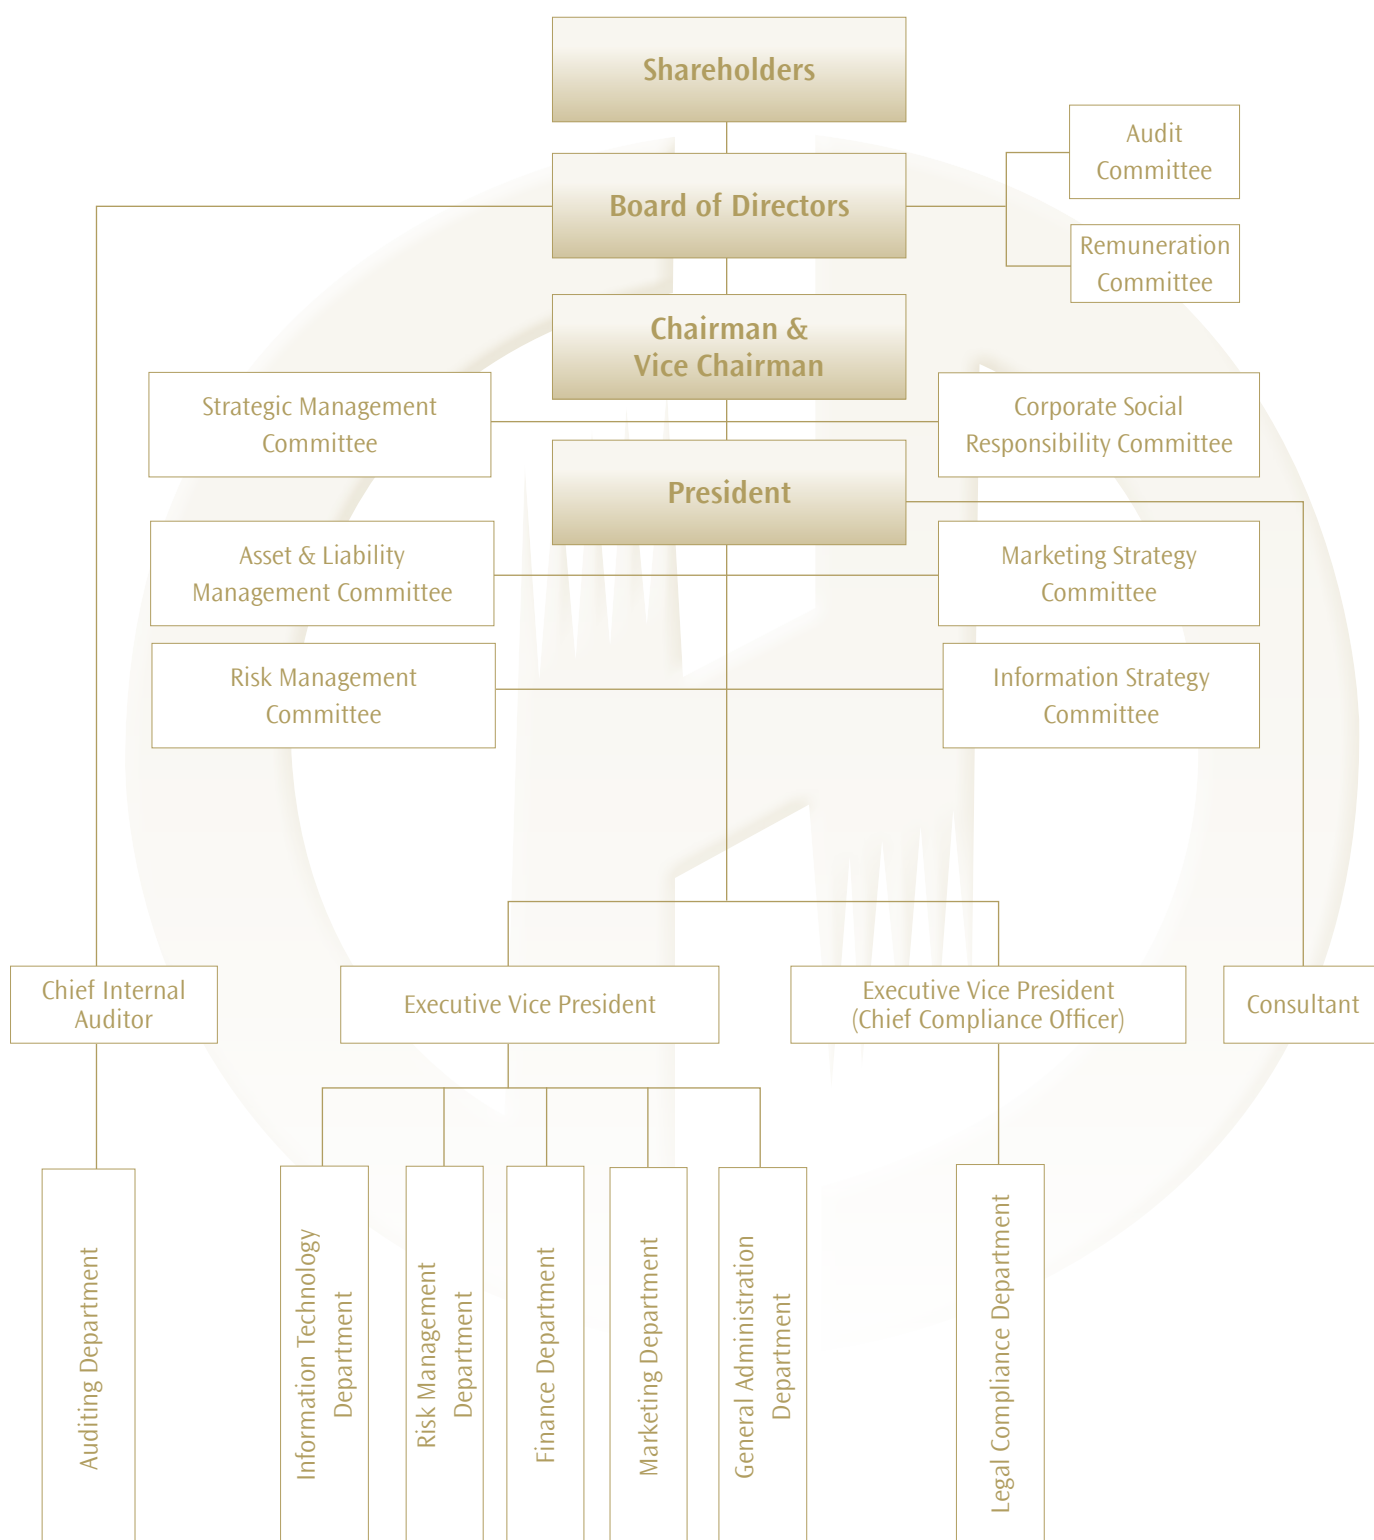 Shareholders
Audit
Committee
Board of Directors
Remuneration
Committee
Chairman &
Vice Chairman
Strategic Management
Committee
Corporate Social
Responsibility Committee
President
Asset & Liability
Management Committee
Marketing Strategy
Committee
Risk Management
Committee
Information Strategy
Committee
Chief Internal
Auditor
Executive Vice President
Executive Vice President
(Chief Compliance Officer)
Consultant
Auditing Department
Information Technology
Department
Risk Management
Department
Finance Department
Marketing Department
General Administration
Department
Legal Compliance Department